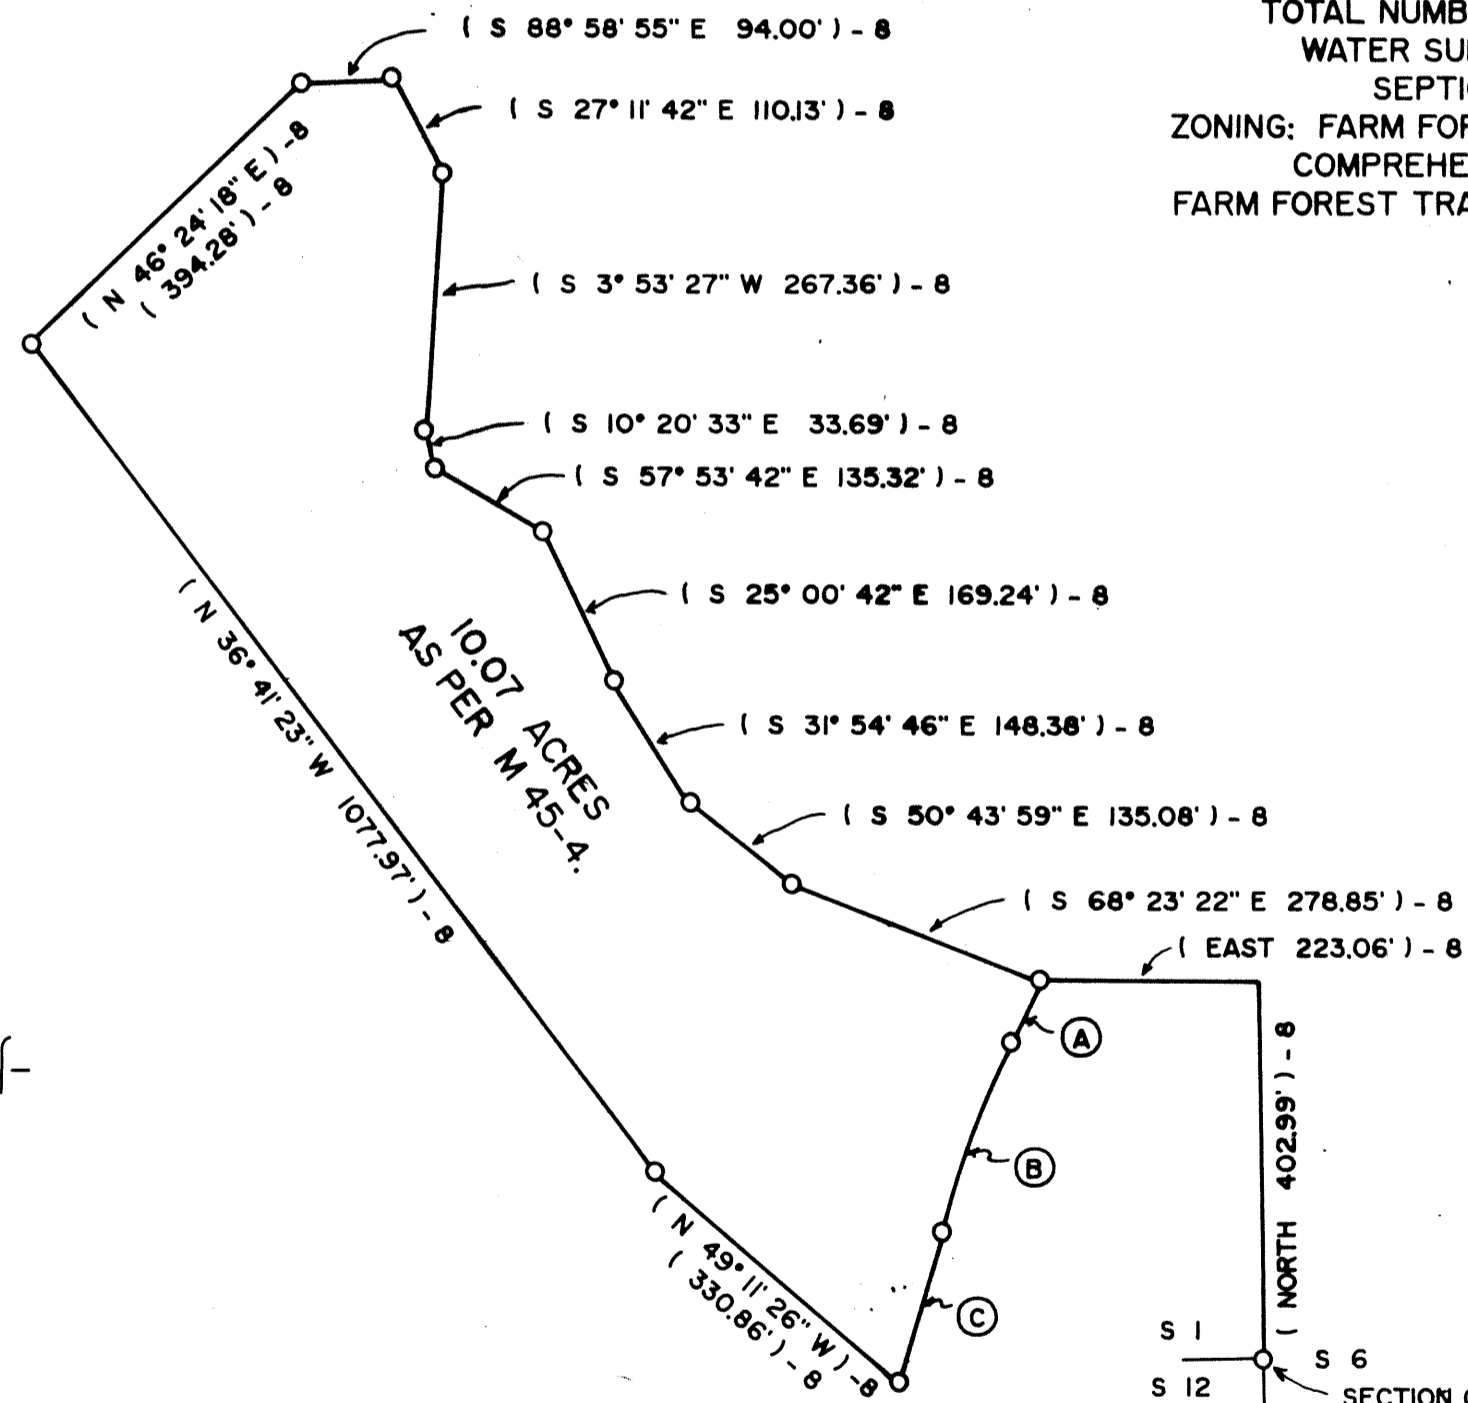 ( S 88° 58' 55" E 94.00' ) - 8
( S 27° 11' 42" E 110.13' ) - 8
TOTAL NUMB
WATER SU
SEPTI
ZONING: FARM FOR
COMPREHE
FARM FOREST TRA
( N 46° 24' 18" E ) - 8
( 394.28' ) - 8
( S 3° 53' 27" W 267.36' ) - 8
( S 10° 20' 33" E 33.69' ) - 8
( S 57° 53' 42" E 135.32' ) - 8
( S 25° 00' 42" E 169.24' ) - 8
10.07 ACRES
AS PER M 45-4.
( N 36° 41' 23" W 1077.97' ) - 8
( S 31° 54' 46" E 148.38' ) - 8
( S 50° 43' 59" E 135.08' ) - 8
( S 68° 23' 22" E 278.85' ) - 8
( EAST 223.06' ) - 8
A
( NORTH 402.99' ) - 8
B
( N 49° 11' 26" W ) - 8
( 330.86' ) - 8
C
S 1
S 6
S 12
SECTION